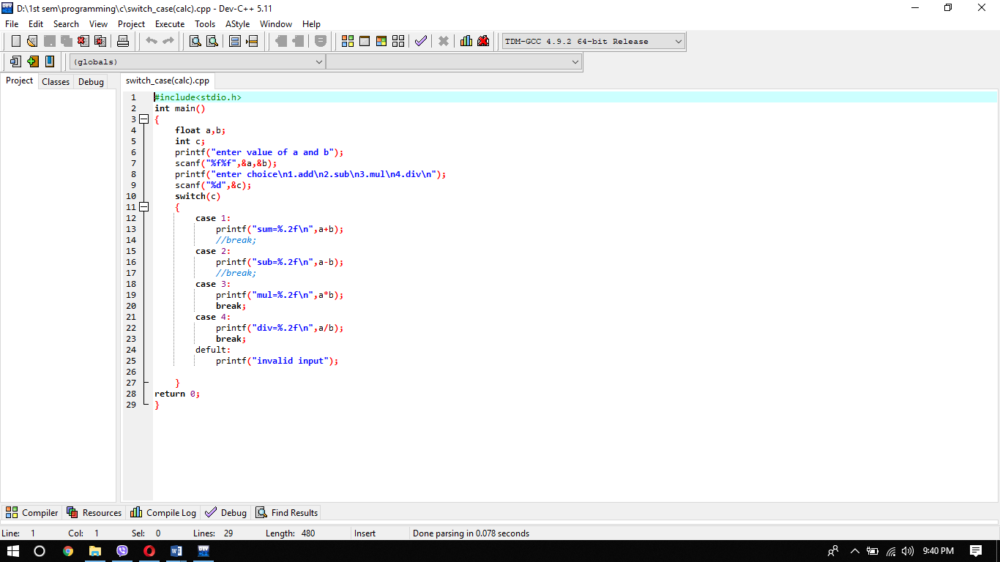 D:\1st sem\programming\c\switch_case(calc).cpp - Dev-C++ 5.11
File Edit Search View Project Execute Tools AStyle Window Help
TDM-GCC 4.9.2 64-bit Release
(globals)
Project Classes Debug switch_case(calc).cpp
1 #include<stdio.h>
2 int main()
3 {
4 float a,b;
5 int c;
6 printf("enter value of a and b");
7 scanf("%f%f",&a,&b);
8 printf("enter choice\n1.add\n2.sub\n3.mul\n4.div\n");
9 scanf("%d",&c);
10 switch(c)
11 {
12 case 1:
13 printf("sum=%.2f\n",a+b);
14 //break;
15 case 2:
16 printf("sub=%.2f\n",a-b);
17 //break;
18 case 3:
19 printf("mul=%.2f\n",a*b);
20 break;
21 case 4:
22 printf("div=%.2f\n",a/b);
23 break;
24 defult:
25 printf("invalid input");
26
27 }
28 return 0;
29 }
Compiler Resources Compile Log Debug Find Results
Line: 1 Col: 1 Sel: 0 Lines: 29 Length: 480 Insert Done parsing in 0.078 seconds
9:40 PM